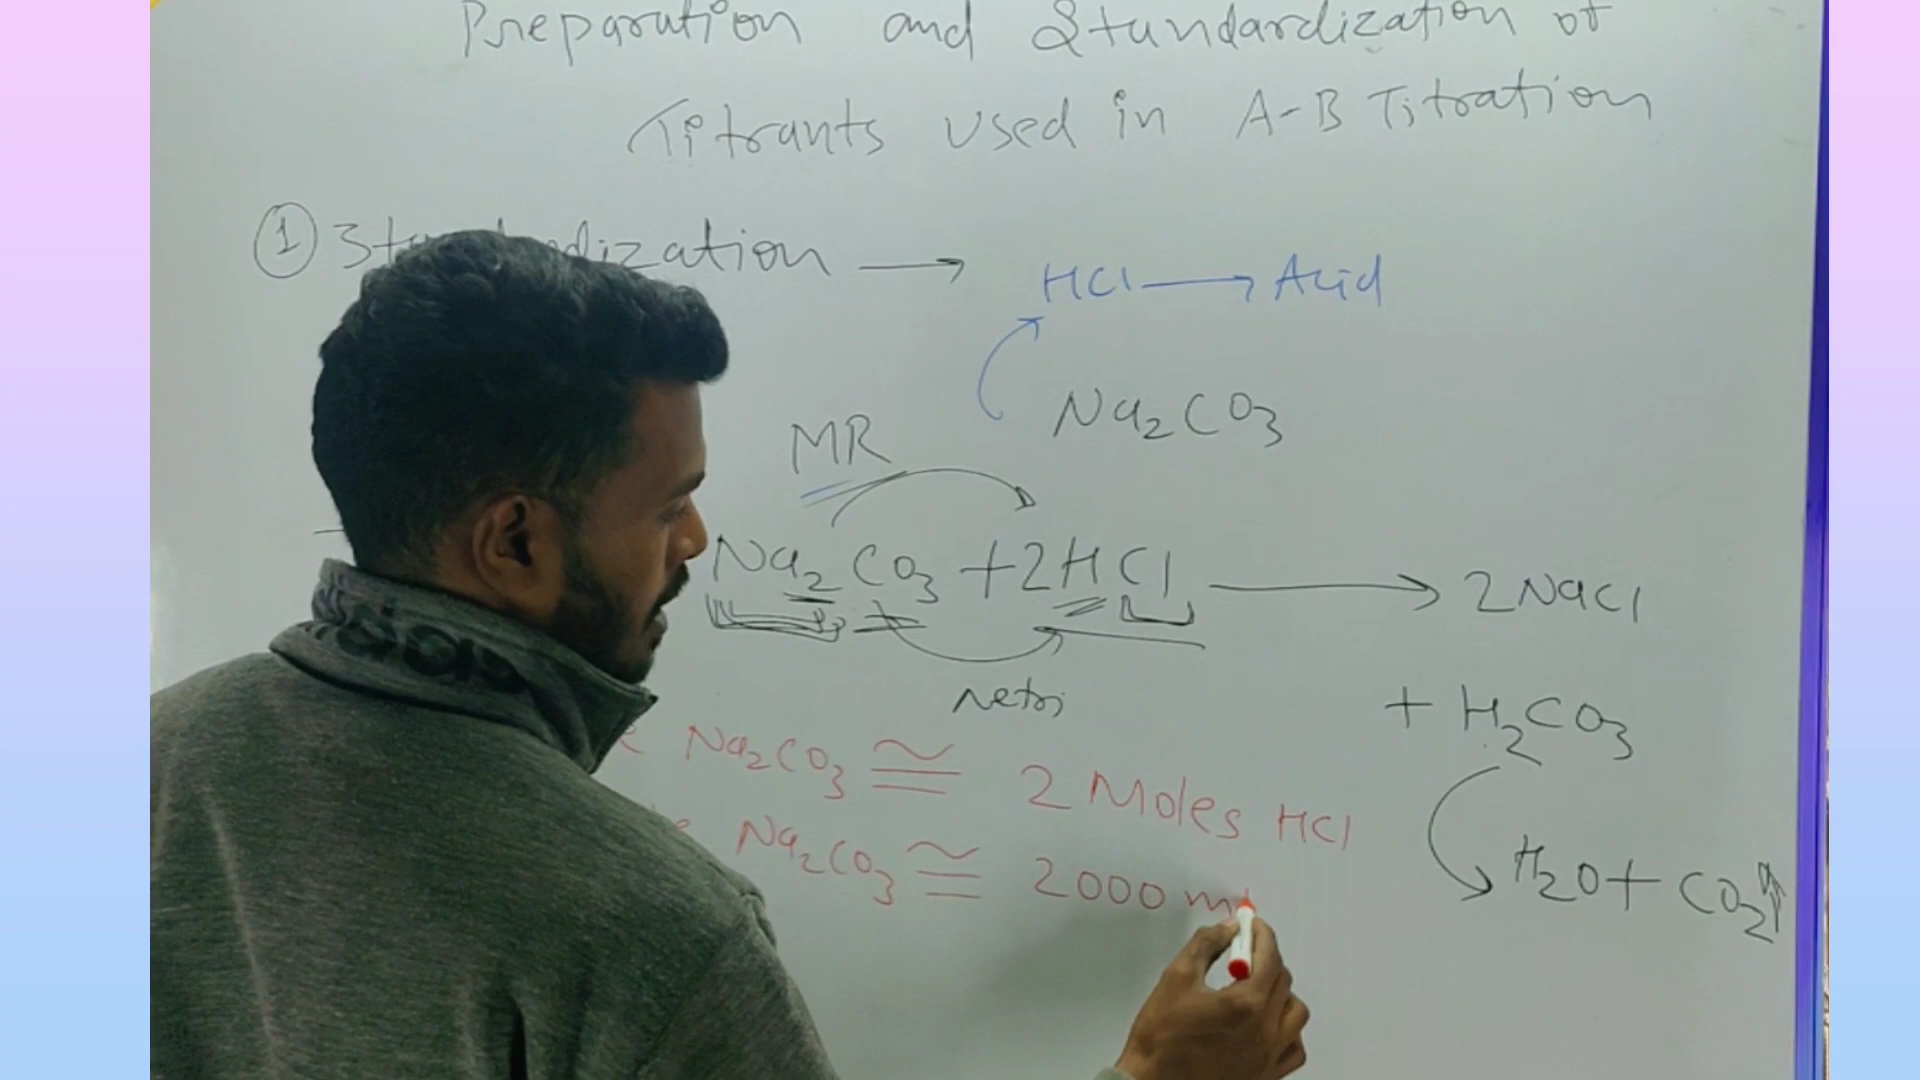 Preparation and Standardization of
Titrants used in A-B Titration
① Standardization → HCl → Acid
Na₂CO₃
MR
Na₂CO₃ + 2HCl → 2NaCl
+ H₂CO₃
Na₂CO₃ ≅ 2 Moles HCl
H₂O + CO₂↑
Na₂CO₃ ≅ 2000 m